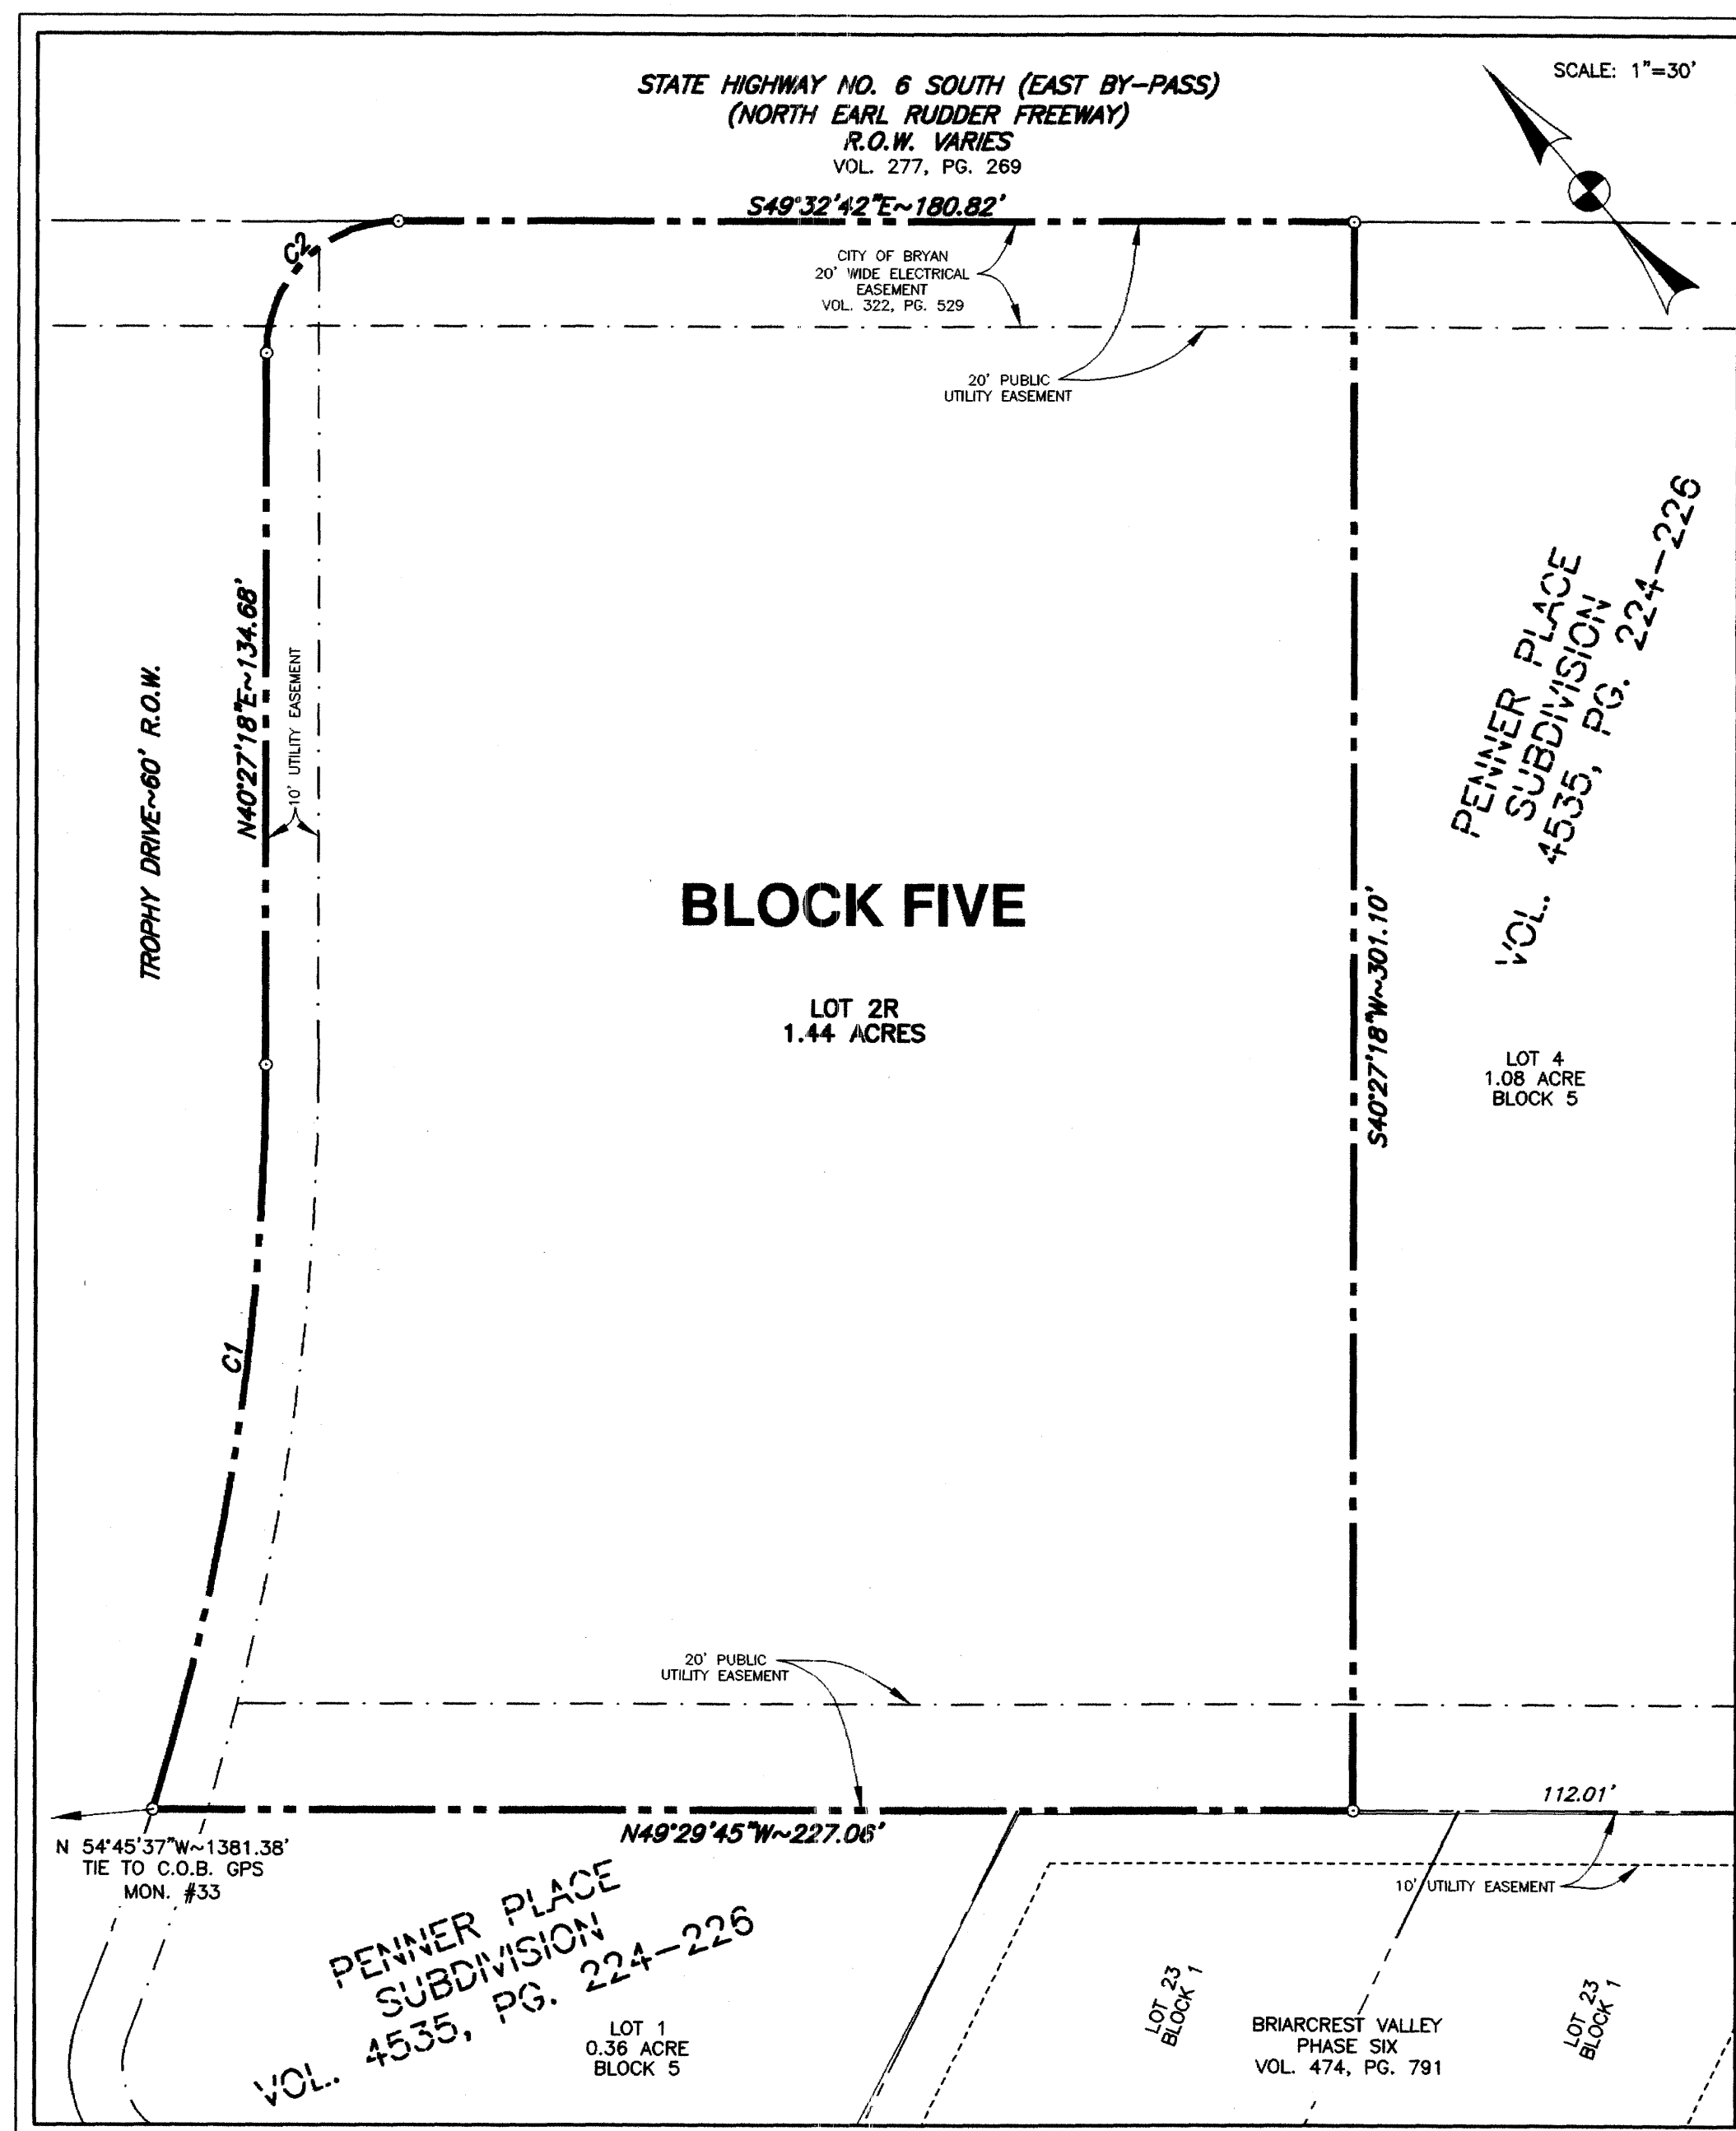 SCALE: 1"=30'
STATE HIGHWAY NO. 6 SOUTH (EAST BY-PASS)
(NORTH EARL RUDDER FREEWAY)
R.O.W. VARIES
VOL. 277, PG. 269
S49°32'42"E~180.82'
C2
CITY OF BRYAN
20' WIDE ELECTRICAL
EASEMENT
VOL. 322, PG. 529
20' PUBLIC
UTILITY EASEMENT
TROPHY DRIVE~60' R.O.W.
N40°27'18"E~134.68'
10' UTILITY EASEMENT
PENNER PLACE
SUBDIVISION
VOL. 4535, PG. 224-226
BLOCK FIVE
LOT 2R
1.44 ACRES
S40°27'18"W~301.10'
LOT 4
1.08 ACRE
BLOCK 5
C1
20' PUBLIC
UTILITY EASEMENT
112.01'
N49°29'45"W~227.06'
N 54°45'37"W~1381.38'
TIE TO C.O.B. GPS
MON. #33
10' UTILITY EASEMENT
PENNER PLACE
SUBDIVISION
VOL. 4535, PG. 224-226
LOT 1
0.36 ACRE
BLOCK 5
LOT 23
BLOCK 1
BRIARCREST VALLEY
PHASE SIX
VOL. 474, PG. 791
LOT 23
BLOCK 1